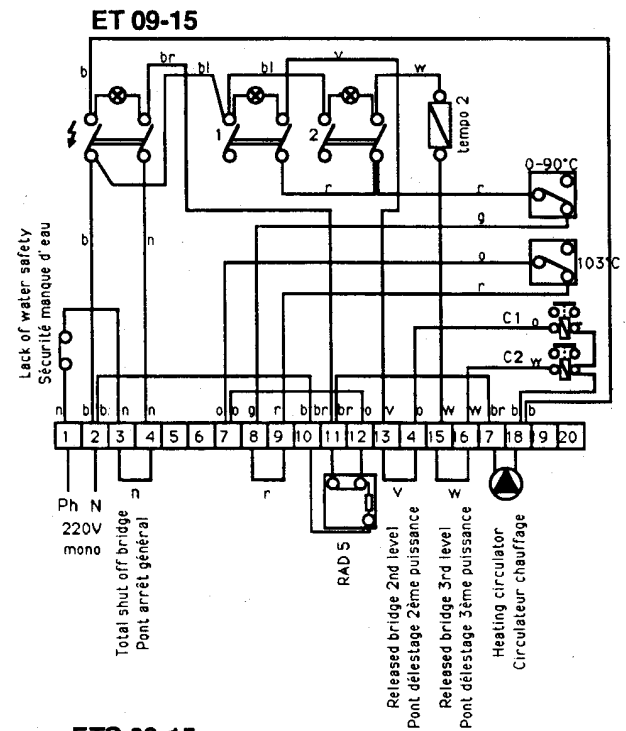 ET 09-15
b
br
bl
bl
v
w
1
2
tempo 2
0-90°C
r
r
g
b
n
o
103°C
r
Lack of water safety
Sécurité manque d'eau
C1 o
C2 w
n b b n n o b g r b br br o v o w w br b b
1 2 3 4 5 6 7 8 9 10 11 12 13 4 15 16 7 18 19 20
n
r
v
w
Ph N
220V
mono
RAD 5
Total shut off bridge
Pont arrêt général
Released bridge 2nd level
Pont délestage 2ème puissance
Released bridge 3rd level
Pont délestage 3ème puissance
Heating circulator
Circulateur chauffage